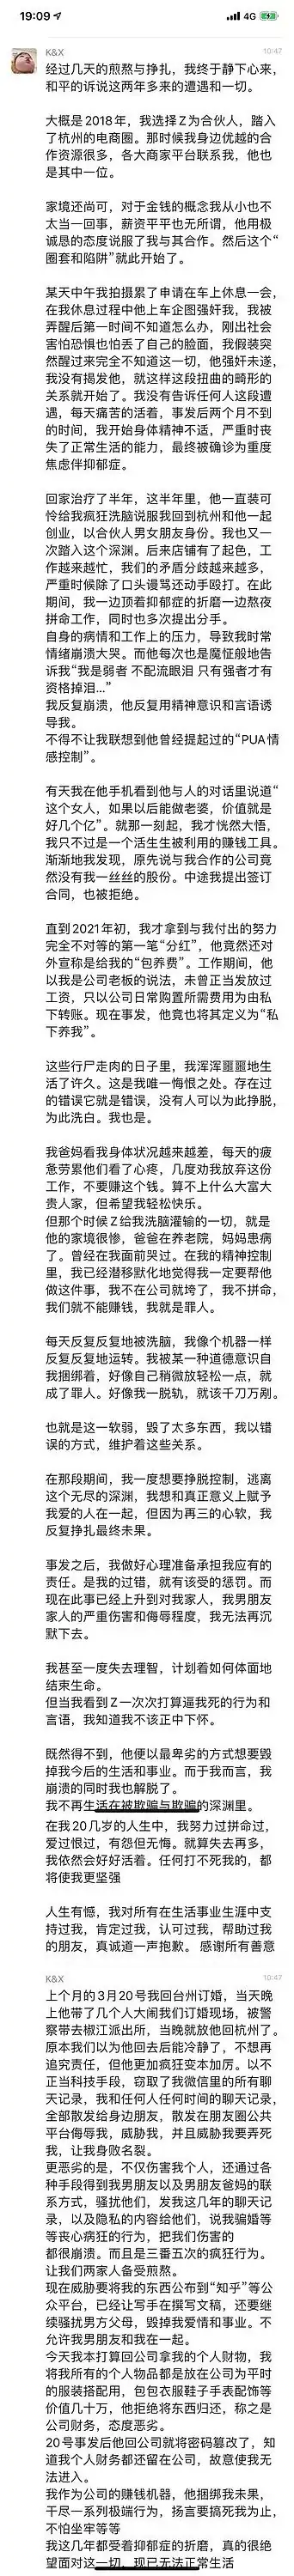 19:09
4G
K&X
10:47
经过几天的煎熬与挣扎，我终于静下心来，
和平的诉说这两年多来的遭遇和一切。
大概是2018年，我选择Z为合伙人，踏入
了杭州的电商圈。那时候我身边优越的合
作资源很多，各大商家平台联系我，他也
是其中一位。
家境还尚可，对于金钱的概念我从小也不
太当一回事，薪资平平也无所谓，他用极
诚恳的态度说服了我与其合作。然后这个“
圈套和陷阱”就此开始了。
某天中午我拍摄累了申请在车上休息一会，
在我休息过程中他上车企图强奸我，我被
弄醒后第一时间不知道怎么办，刚出社会
害怕恐惧也怕丢了自己的脸面，我假装突
然醒过来完全不知道这一切，他强奸未遂，
我没有揭发他，就这样这段扭曲的畸形的
关系就开始了。我没有告诉任何人这段遭
遇，每天痛苦的活着，事发后两个月不到
的时间，我开始身体精神不适，严重时丧
失了正常生活的能力，最终被确诊为重度
焦虑伴抑郁症。
回家治疗了半年，这半年里，他一直装可
怜给我疯狂洗脑说服我回到杭州和他一起
创业，以合伙人男女朋友身份。我也又一
次踏入这个深渊。后来店铺有了起色，工
作越来越忙，我们的矛盾分歧越来越多，
严重时候除了口头谩骂还动手殴打。在此
期间，我一边顶着抑郁症的折磨一边熬夜
拼命工作，同时也多次提出分手。
自身的病情和工作上的压力，导致我时常
情绪崩溃大哭。而他每次也是魔怔般地告
诉我“我是弱者 不配流眼泪 只有强者才有
资格掉泪...”
我反复崩溃，他反复用精神意识和言语诱
导我。
不得不让我联想到他曾经提起过的“PUA情
感控制”。
有天我在他手机看到他与人的对话里说道“
这个女人，如果以后能做老婆，价值就是
好几个亿”。就那一刻起，我才恍然大悟，
我只不过是一个活生生被利用的赚钱工具。
渐渐地我发现，原先说与我合作的公司竟
然没有我一丝丝的股份。中途我提出签订
合同，也被拒绝。
直到2021年初，我才拿到与我付出的努力
完全不对等的第一笔“分红”，他竟然还对
外宣称是给我的“包养费”。工作期间，他
以我是公司老板的说法，未曾正当发放过
工资，只以公司日常购置所需费用为由私
下转账。现在事发，他竟也将其定义为“私
下养我”。
这些行尸走肉的日子里，我浑浑噩噩地生
活了许久。这是我唯一悔恨之处。存在过
的错误它就是错误，没有人可以为此挣脱，
为此洗白。我也是。
我爸妈看我身体状况越来越差，每天的疲
惫劳累他们看了心疼，几度劝我放弃这份
工作，不要赚这个钱。算不上什么大富大
贵人家，但希望我轻松快乐。
但那个时候Z给我洗脑灌输的一切，就是
他的家境很惨，爸爸在养老院，妈妈患病
了。曾经在我面前哭过。在我的精神控制
里，我已经潜移默化地觉得我一定要帮他
做这件事，我不在公司就垮了，我不拼命，
我们就不能赚钱，我就是罪人。
每天反反复复地被洗脑，我像个机器一样
反反复复地运转。我被某一种道德意识自
我捆绑着，好像自己稍微放轻松一点，就
成了罪人。好像我一脱轨，就该千刀万剐。
也就是这一软弱，毁了太多东西，我以错
误的方式，维护着这些关系。
在那段期间，我一度想要挣脱控制，逃离
这个无尽的深渊，我想和真正意义上赋予
我爱的人在一起，但因为再三的心软，我
反复挣扎最终未果。
事发之后，我做好心理准备承担我应有的
责任。是我的过错，就有该受的惩罚。而
现在此事已经上升到对我家人，我男朋友
家人的严重伤害和侮辱程度，我无法再沉
默下去。
我甚至一度失去理智，计划着如何体面地
结束生命。
但当我看到Z一次次打算逼我死的行为和
言语，我知道我不该正中下怀。
既然得不到，他便以最卑劣的方式想要毁
掉我今后的生活和事业。而于我而言，我
崩溃的同时我也解脱了。
我不再生活在被欺骗与欺骗的深渊里。
在我20几岁的人生中，我努力过拼命过，
爱过恨过，有怨但无悔。就算失去再多，
我依然会好好活着。任何打不死我的，都
将使我更坚强
人生有憾，我对所有在生活事业生涯中支
持过我，肯定过我，认可过我，帮助过我
的朋友，真诚道一声抱歉。 感谢所有善意
K&X
10:47
上个月的3月20号我回台州订婚，当天晚
上他带了几个人大闹我们订婚现场，被警
察带去椒江派出所，当晚就放他回杭州了。
原本我们以为他回去后能冷静了，不想再
追究责任，但他更加疯狂变本加厉。以不
正当科技手段，窃取了我微信里的所有聊
天记录，我和任何人任何时间的聊天记录，
全部散发给身边朋友，散发在朋友圈公共
平台侮辱我，威胁我，并且威胁我要弄死
我，让我身败名裂。
更恶劣的是，不仅伤害我个人，还通过各
种手段得到我男朋友以及男朋友爸妈的联
系方式，骚扰他们，发我这几年的聊天记
录，以及隐私的内容给他们，说我骗婚等
等丧心病狂的行为，把我们伤害的
都很崩溃。而且是三番五次的疯狂行为。
让我们两家人备受煎熬。
现在威胁要将我的东西公布到“知乎”等公
众平台，已经让写手在撰写文稿，还要继
续骚扰男方父母，毁掉我爱情和事业。不
允许我男朋友和我在一起。
今天我本打算回公司拿我的个人财物，我
将我所有的个人物品都是放在公司为平时
的服装搭配用，包包衣服鞋子手表配饰等
价值几十万，他拒绝将东西归还，称之是
公司财务，态度恶劣。
20号事发后他回公司就将密码篡改了，知
道我个人财务都还留在公司，故意使我无
法进入。
我作为公司的赚钱机器，他捆绑我未果，
干尽一系列极端行为，扬言要搞死我为止，
不怕坐牢等等
我这几年都受着抑郁症的折磨，真的很绝
望面对这一切，现已无法正常生活